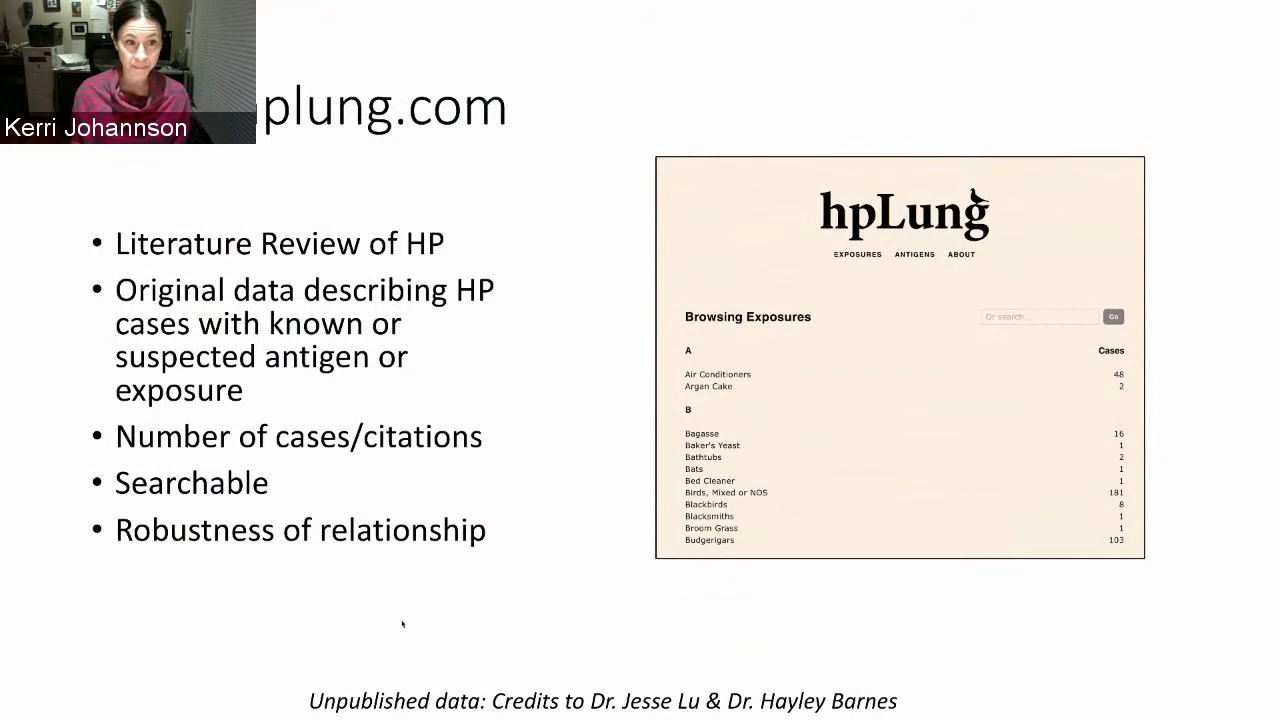 Kerri Johannson
plung.com
• Literature Review of HP
• Original data describing HP
cases with known or
suspected antigen or
exposure
• Number of cases/citations
• Searchable
• Robustness of relationship
hpLung
EXPOSURES ANTIGENS ABOUT
Browsing Exposures Or search... Go
A Cases
Air Conditioners 48
Argan Cake 2
B
Bagasse 16
Baker's Yeast 1
Bathtubs 2
Bats 1
Bed Cleaner 1
Birds, Mixed or NOS 181
Blackbirds 8
Blacksmiths 1
Broom Grass 1
Budgerigars 103
Unpublished data: Credits to Dr. Jesse Lu & Dr. Hayley Barnes